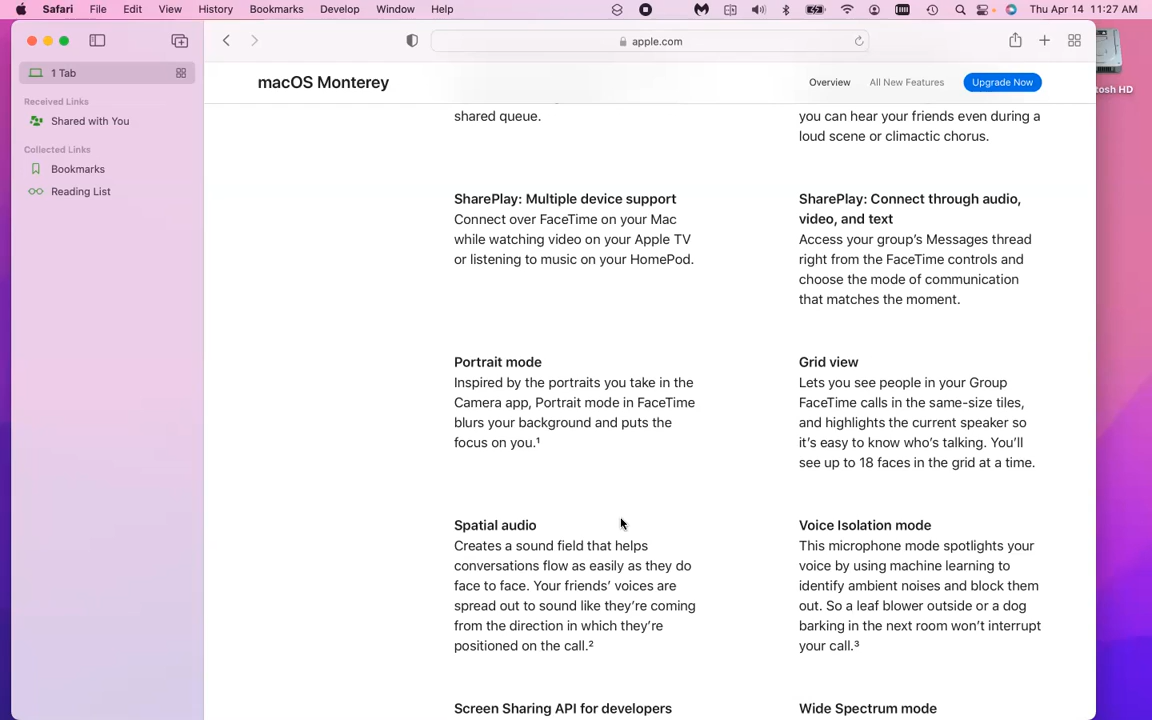 Safari File Edit View History Bookmarks Develop Window Help Thu Apr 14 11:27 AM
1 Tab
Received Links
Shared with You
Collected Links
Bookmarks
Reading List
apple.com
macOS Monterey
Overview All New Features Upgrade Now
tosh HD
shared queue.
you can hear your friends even during a
loud scene or climactic chorus.
SharePlay: Multiple device support
Connect over FaceTime on your Mac
while watching video on your Apple TV
or listening to music on your HomePod.
SharePlay: Connect through audio,
video, and text
Access your group’s Messages thread
right from the FaceTime controls and
choose the mode of communication
that matches the moment.
Portrait mode
Inspired by the portraits you take in the
Camera app, Portrait mode in FaceTime
blurs your background and puts the
focus on you.¹
Grid view
Lets you see people in your Group
FaceTime calls in the same-size tiles,
and highlights the current speaker so
it’s easy to know who’s talking. You’ll
see up to 18 faces in the grid at a time.
Spatial audio
Creates a sound field that helps
conversations flow as easily as they do
face to face. Your friends’ voices are
spread out to sound like they’re coming
from the direction in which they’re
positioned on the call.²
Voice Isolation mode
This microphone mode spotlights your
voice by using machine learning to
identify ambient noises and block them
out. So a leaf blower outside or a dog
barking in the next room won’t interrupt
your call.³
Screen Sharing API for developers
Wide Spectrum mode